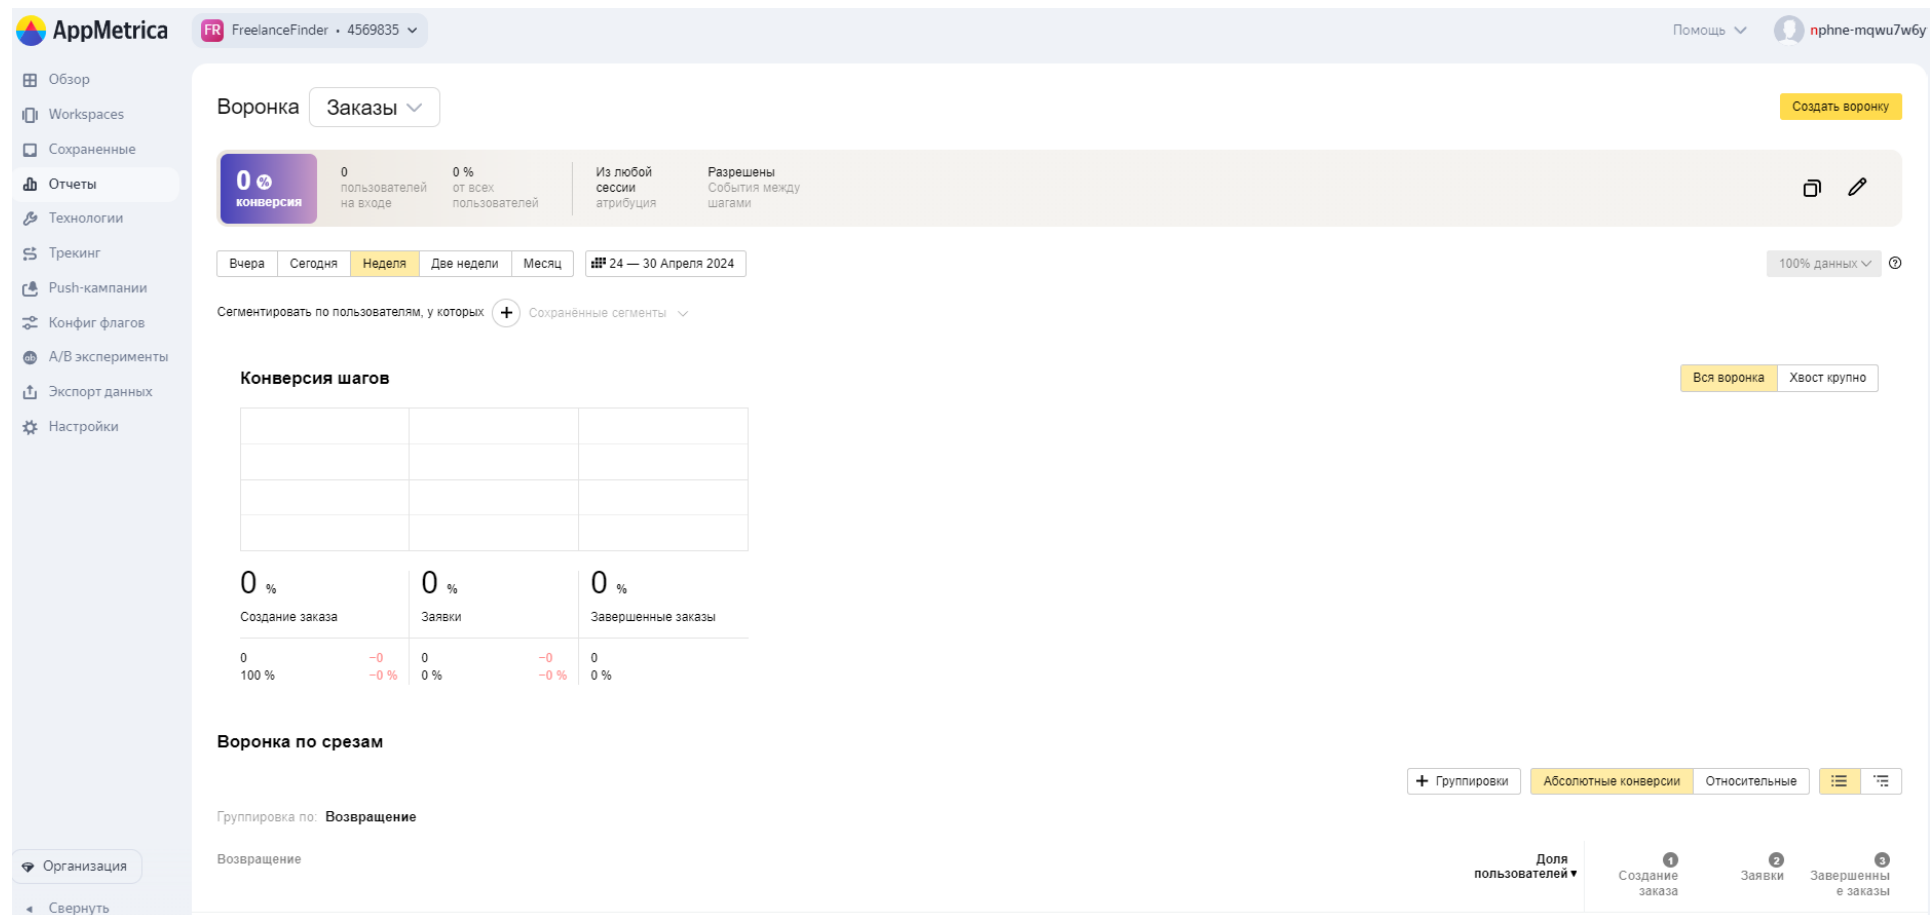 AppMetrica
FR FreelanceFinder • 4569835
Помощь
nphne-mqwu7w6y
Обзор
Workspaces
Сохраненные
Отчеты
Технологии
Трекинг
Push-кампании
Конфиг флагов
A/B эксперименты
Экспорт данных
Настройки
Организация
Свернуть
Воронка Заказы
Создать воронку
0 %
конверсия
0
пользователей
на входе
0 %
от всех
пользователей
Из любой
сессии
атрибуция
Разрешены
События между
шагами
Вчера Сегодня Неделя Две недели Месяц 24 — 30 Апреля 2024
100% данных ?
Сегментировать по пользователям, у которых + Сохранённые сегменты
Конверсия шагов
Вся воронка Хвост крупно
0 % 0 % 0 %
Создание заказа Заявки Завершенные заказы
0 −0 0 −0 0
100 % −0 % 0 % −0 % 0 %
Воронка по срезам
+ Группировки Абсолютные конверсии Относительные
Группировка по: Возвращение
Возвращение
Доля
пользователей ▾
1
Создание
заказа
2
Заявки
3
Завершенны
е заказы